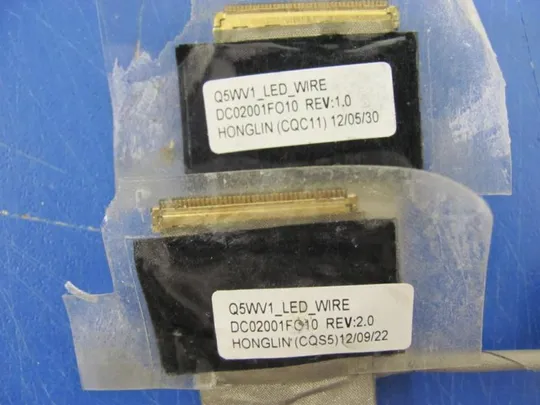 Q5WV1_LED_WIRE
DC02001FO10 REV:1.0
HONGLIN (CQC11) 12/05/30
Q5WV1_LED_WIRE
DC02001FO10 REV:2.0
HONGLIN (CQS5)12/09/22